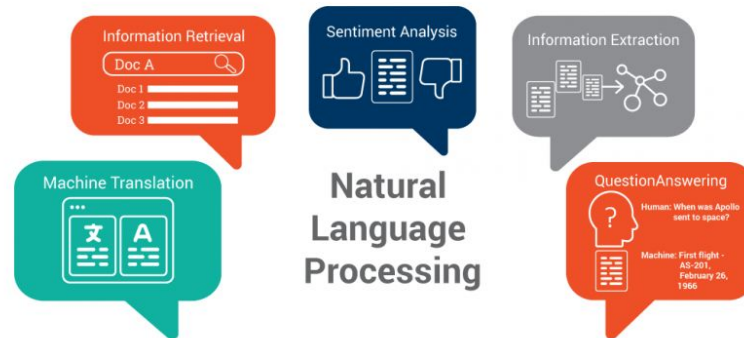 Information Retrieval
Doc A
Doc 1
Doc 2
Doc 3
Sentiment Analysis
Information Extraction
Machine Translation
文 A
Natural
Language
Processing
QuestionAnswering
?
Human: When was Apollo
sent to space?
Machine: First flight -
AS-201,
February 26,
1966